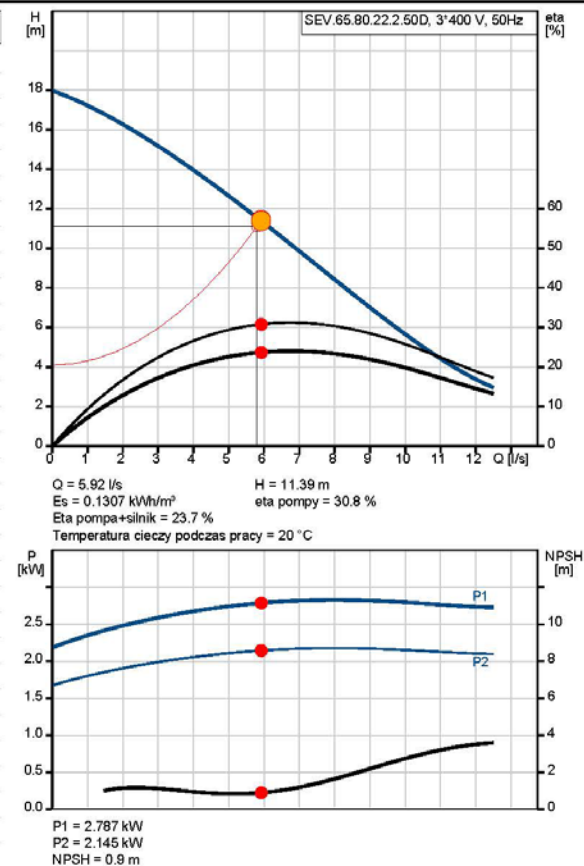 H
[m]
SEV.65.80.22.2.50D, 3*400 V, 50Hz
eta
[%]
18
16
14
12
10
8
6
4
2
0
60
50
40
30
20
10
0
0 1 2 3 4 5 6 7 8 9 10 11 12 Q [l/s]
Q = 5.92 l/s H = 11.39 m
Es = 0.1307 kWh/m³ eta pompy = 30.8 %
Eta pompa+silnik = 23.7 %
Temperatura cieczy podczas pracy = 20 °C
P
[kW]
NPSH
[m]
2.5
2.0
1.5
1.0
0.5
0.0
P1
P2
10
8
6
4
2
0
P1 = 2.787 kW
P2 = 2.145 kW
NPSH = 0.9 m